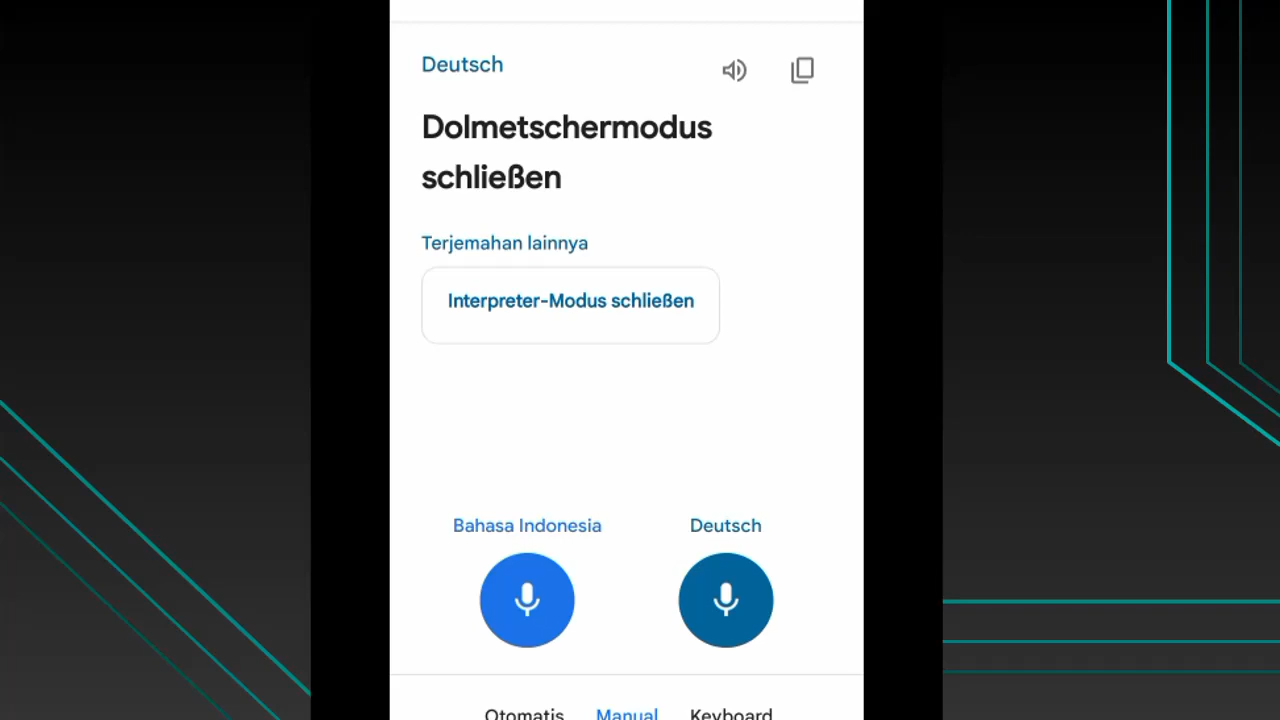 Deutsch
Dolmetschermodus
schließen
Terjemahan lainnya
Interpreter-Modus schließen
Bahasa Indonesia
Deutsch
Otomatis
Manual
Keyboard